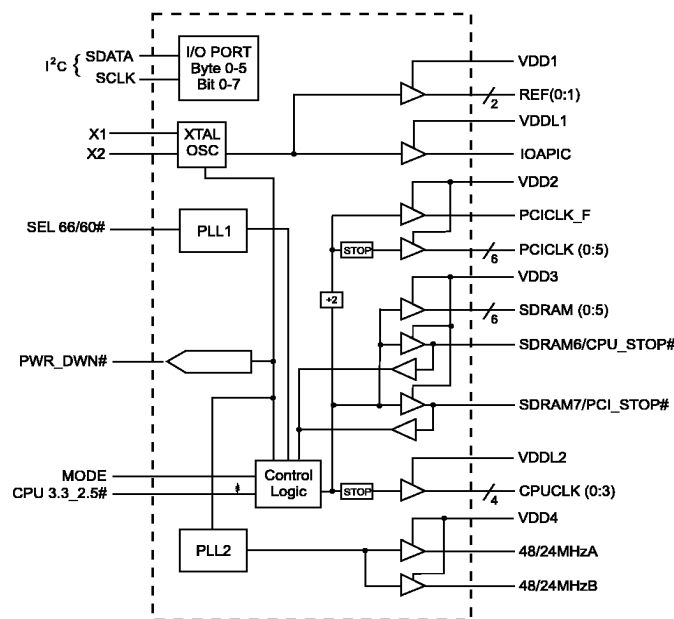 I²C { SDATA
SCLK
I/O PORT
Byte 0-5
Bit 0-7
VDD1
REF(0:1)
2
VDDL1
X1
X2
XTAL
OSC
IOAPIC
VDD2
SEL 66/60#
PLL1
PCICLK_F
STOP
PCICLK (0:5)
6
VDD3
+2
SDRAM (0:5)
6
SDRAM6/CPU_STOP#
PWR_DWN#
SDRAM7/PCI_STOP#
MODE
CPU 3.3_2.5#
Control
Logic
VDDL2
STOP
CPUCLK (0:3)
4
VDD4
PLL2
48/24MHzA
48/24MHzB